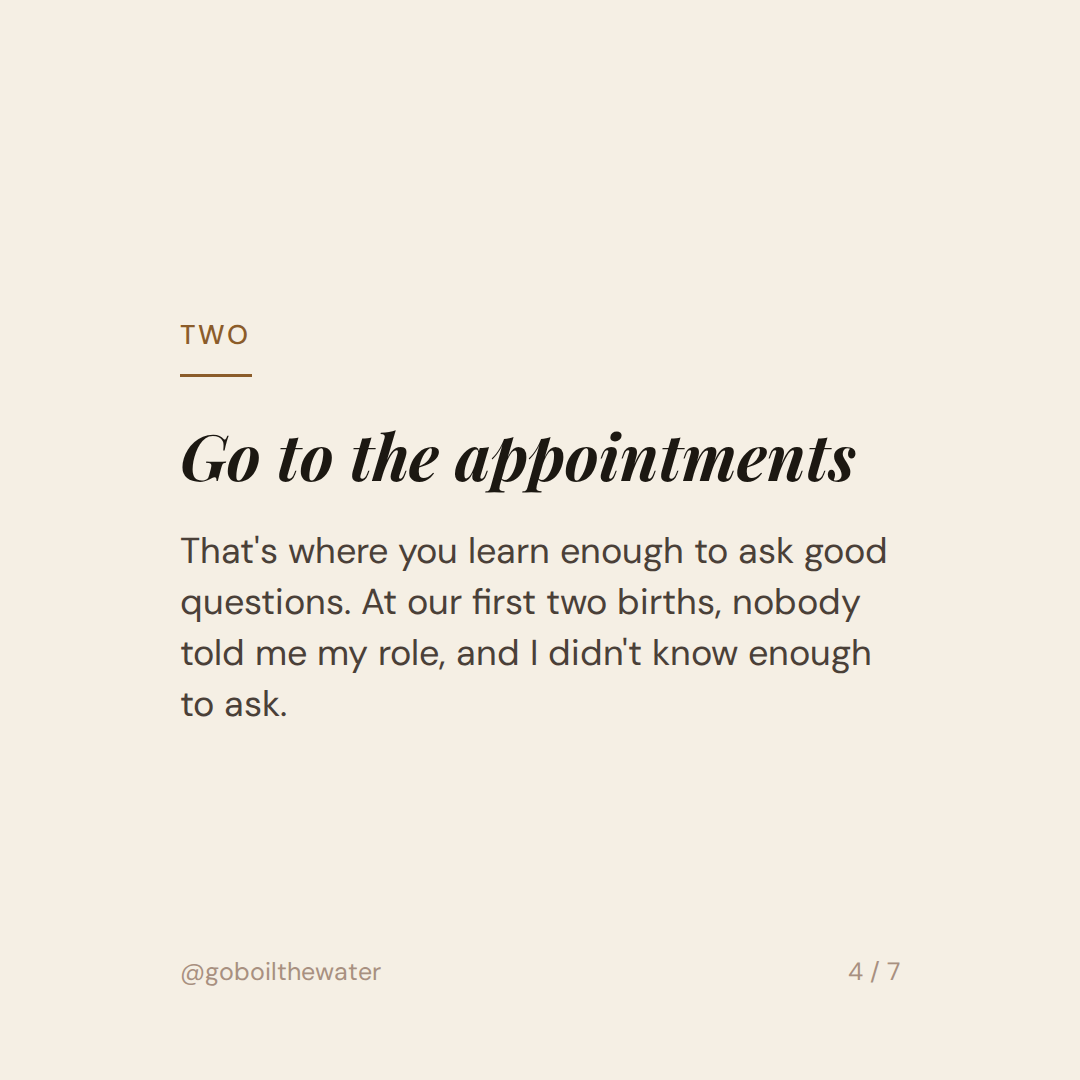 TWO
Go to the appointments
That's where you learn enough to ask good
questions. At our first two births, nobody
told me my role, and I didn't know enough
to ask.
@goboilthewater
4 / 7